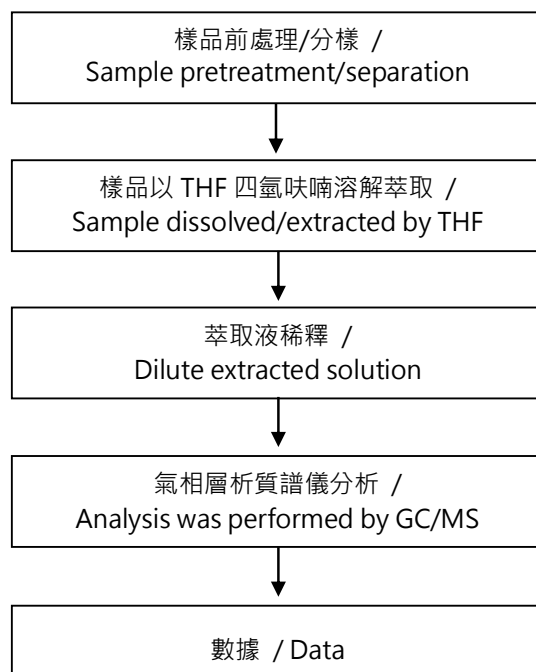 樣品前處理/分樣 /
Sample pretreatment/separation
樣品以 THF 四氫呋喃溶解萃取 /
Sample dissolved/extracted by THF
萃取液稀釋 /
Dilute extracted solution
氣相層析質譜儀分析 /
Analysis was performed by GC/MS
數據 / Data